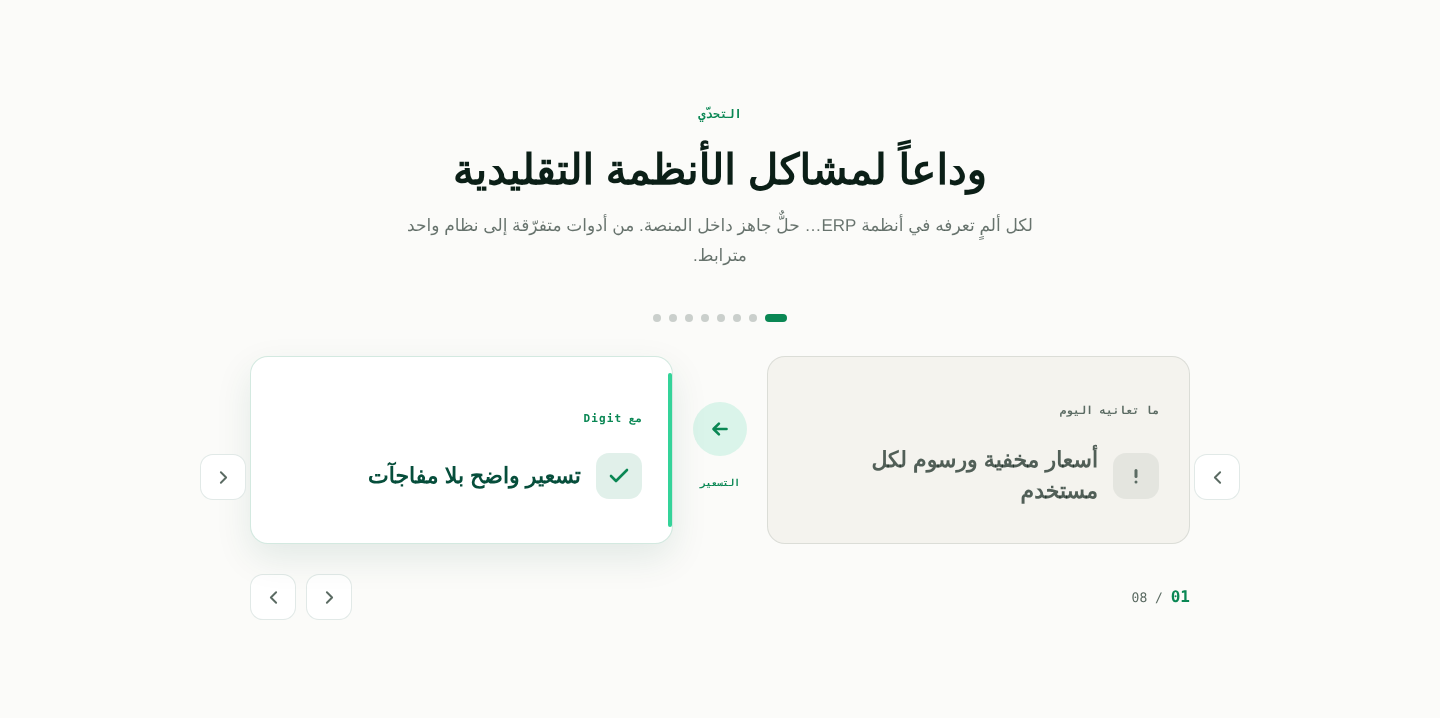 التحدّي
وداعاً لمشاكل الأنظمة التقليدية
لكل ألمٍ تعرفه في أنظمة ERP… حلٌّ جاهز داخل المنصة. من أدوات متفرّقة إلى نظام واحد
مترابط.
ما تعانيه اليوم
أسعار مخفية ورسوم لكل
مستخدم
التسعير
مع Digit
تسعير واضح بلا مفاجآت
01 / 08